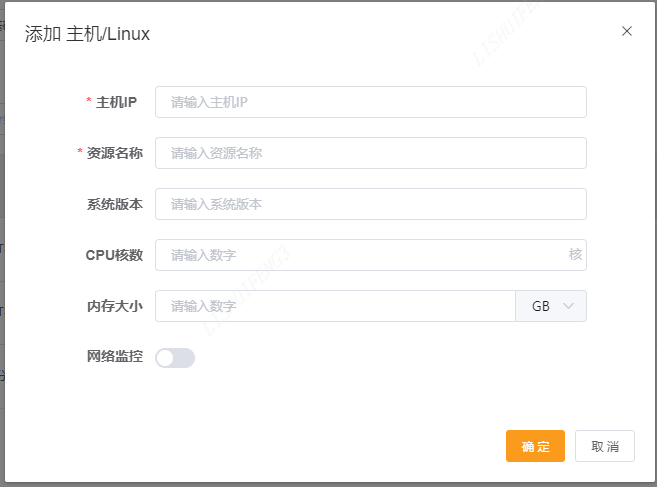 添加 主机/Linux
LISHUIFENG3
* 主机IP 请输入主机IP
* 资源名称 请输入资源名称
系统版本 请输入系统版本
CPU核数 请输入数字 核
内存大小 请输入数字 GB
网络监控
确 定 取 消